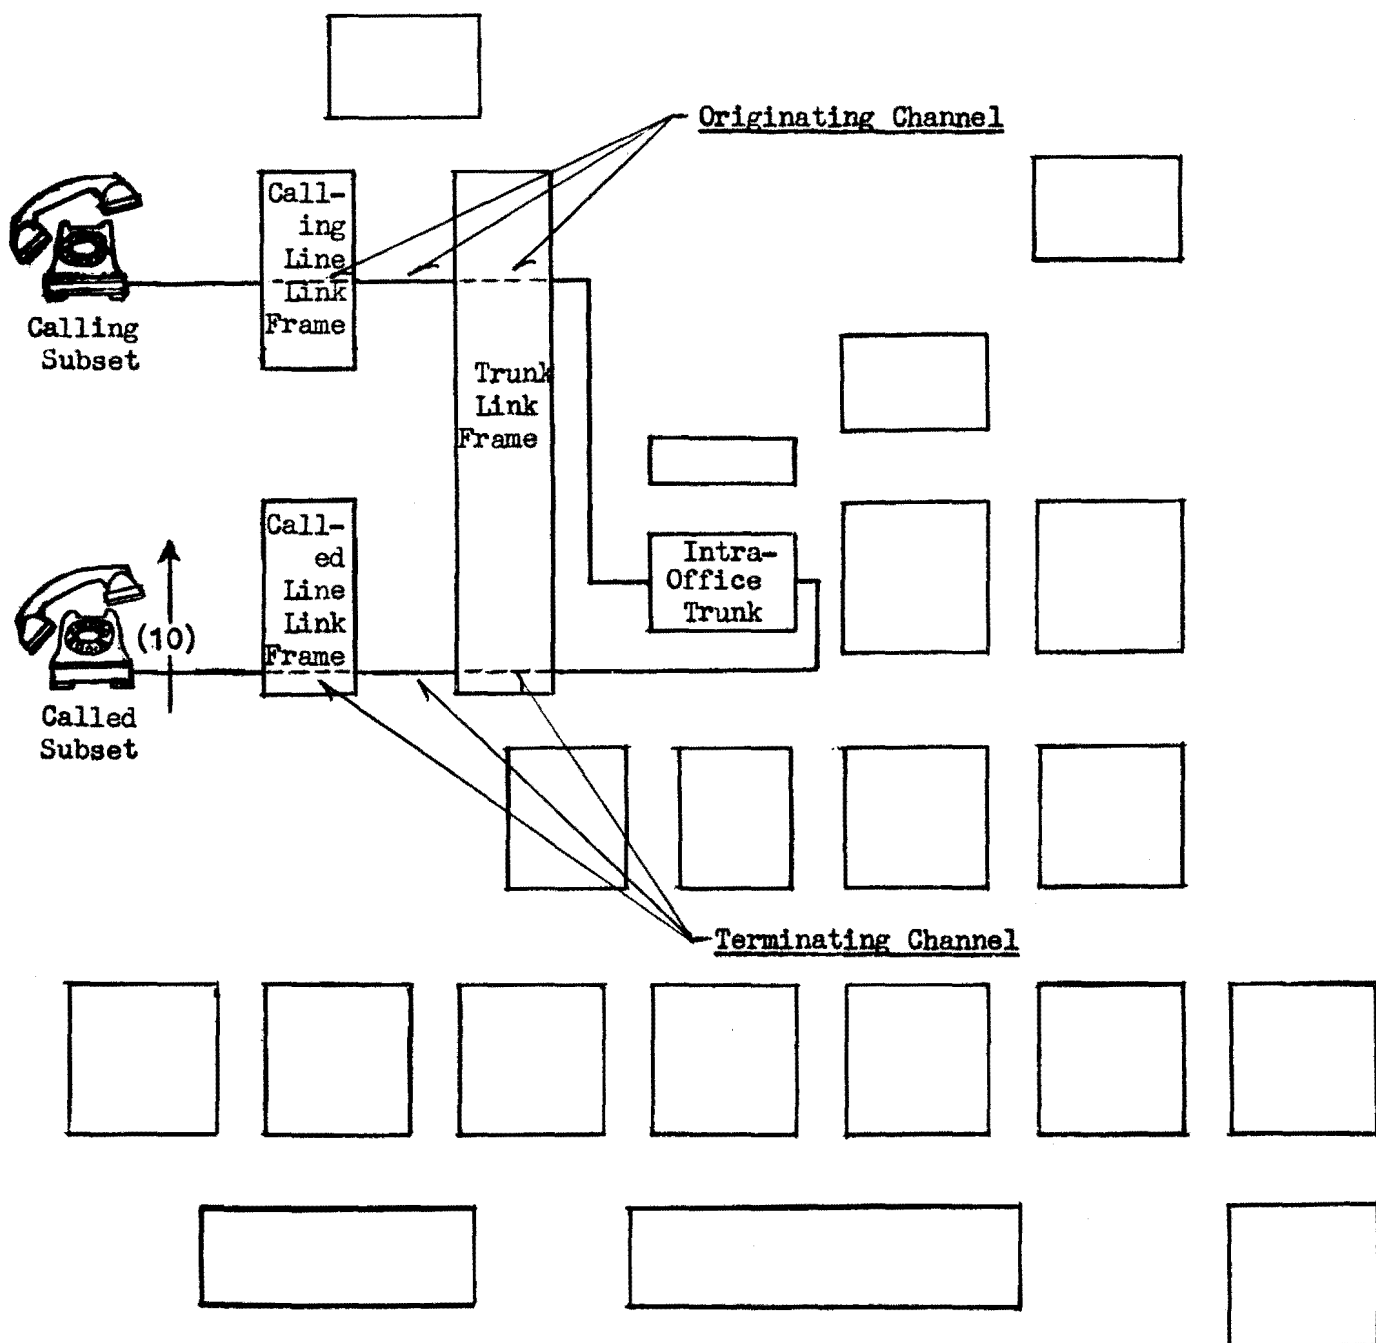 Originating Channel
Call-
ing
Line
Link
Frame
Calling
Subset
Trunk
Link
Frame
Call-
ed
Line
Link
Frame
Intra-
Office
Trunk
(10)
Called
Subset
Terminating Channel